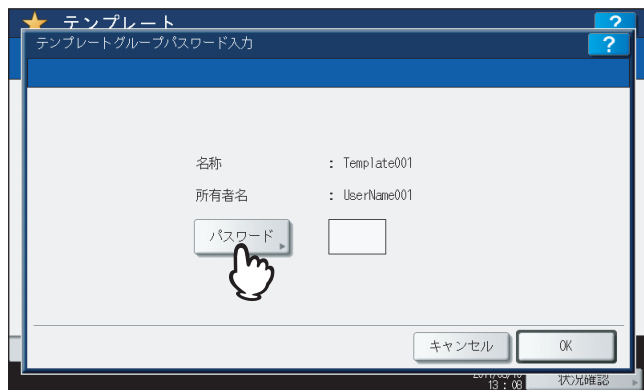 テンプレート
?
テンプレートグループパスワード入力
?
名称 : Template001
所有者名 : UserName001
パスワード
キャンセル
OK
13:08
状況確認